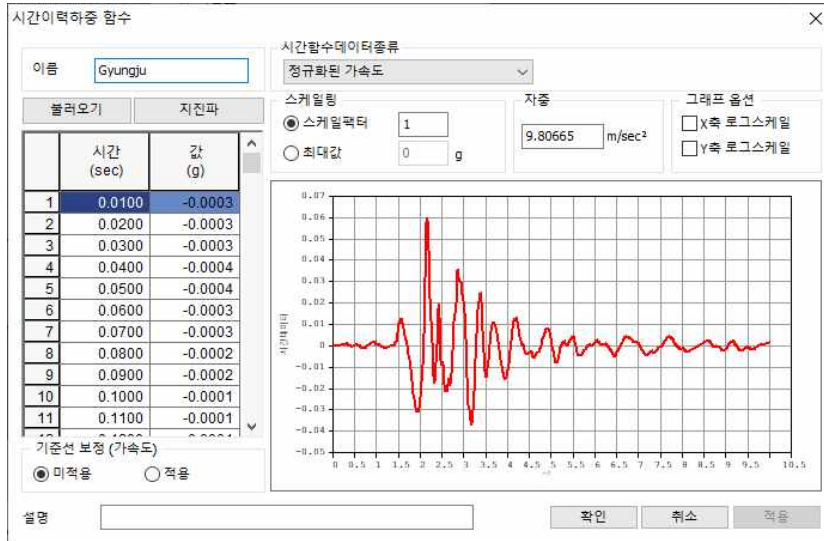 시간이력하중 함수
이름 Gyungju
시간함수데이터종류
정규화된 가속도
불러오기 지진파
스케일링
스케일팩터 1
최대값 0 g
자중
9.80665 m/sec²
그래프 옵션
X축 로그스케일
Y축 로그스케일
시간 (sec) 값 (g)
1 0.0100 -0.0003
2 0.0200 -0.0003
3 0.0300 -0.0003
4 0.0400 -0.0004
5 0.0500 -0.0004
6 0.0600 -0.0003
7 0.0700 -0.0003
8 0.0800 -0.0002
9 0.0900 -0.0002
10 0.1000 -0.0001
11 0.1100 -0.0001
기준선 보정 (가속도)
미적용 적용
시간데이터
0.07
0.06
0.05
0.04
0.03
0.02
0.01
0
-0.01
-0.02
-0.03
-0.04
-0.05
0 0.5 1 1.5 2 2.5 3 3.5 4 4.5 5 5.5 6 6.5 7 7.5 8 8.5 9 9.5 10 10.5
설명
확인 취소 적용